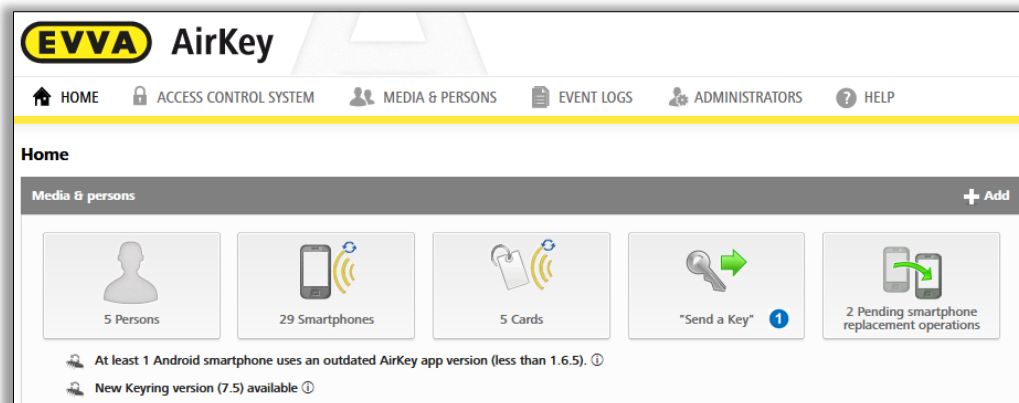 EVVA AirKey
HOME ACCESS CONTROL SYSTEM MEDIA & PERSONS EVENT LOGS ADMINISTRATORS ? HELP
Home
Media & persons Add
5 Persons 29 Smartphones 5 Cards "Send a Key" 1 2 Pending smartphone
replacement operations
At least 1 Android smartphone uses an outdated AirKey app version (less than 1.6.5). ⓘ
New Keyring version (7.5) available ⓘ